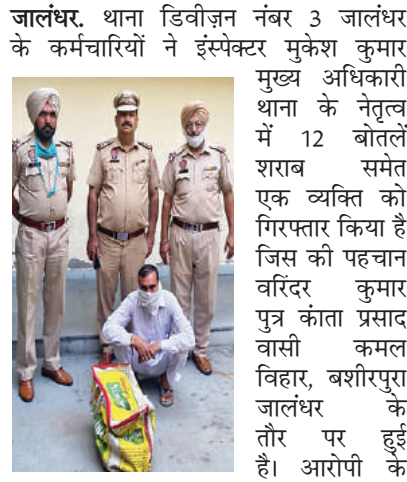 जालंधर. थाना डिवीज़न नंबर 3 जालंधर
के कर्मचारियों ने इंस्पेक्टर मुकेश कुमार
मुख्य अधिकारी
थाना के नेतृत्व
में 12 बोतलें
शराब समेत
एक व्यक्ति को
गिरफ्तार किया है
जिस की पहचान
वरिंदर कुमार
पुत्र कांता प्रसाद
वासी कमल
विहार, बशीरपुरा
जालंधर के
तौर पर हुई
है। आरोपी के